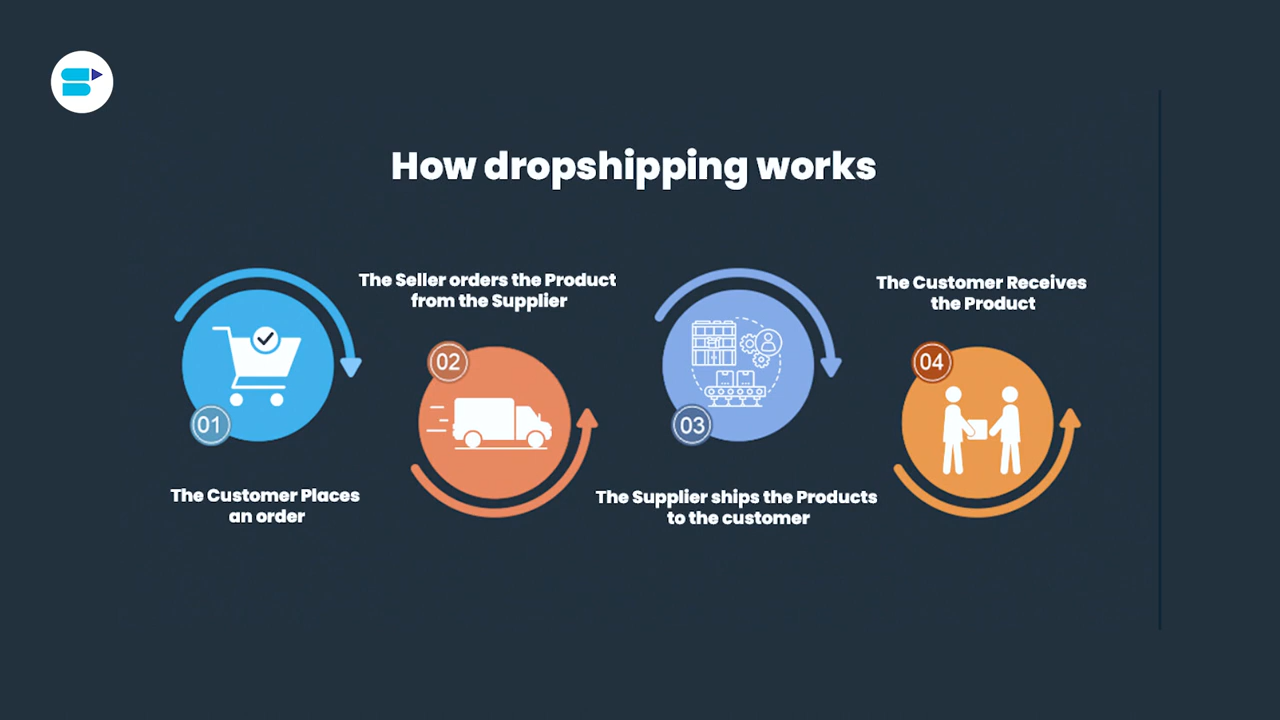 How dropshipping works
01
The Customer Places
an order
The Seller orders the Product
from the Supplier
02
03
The Supplier ships the Products
to the customer
The Customer Receives
the Product
04